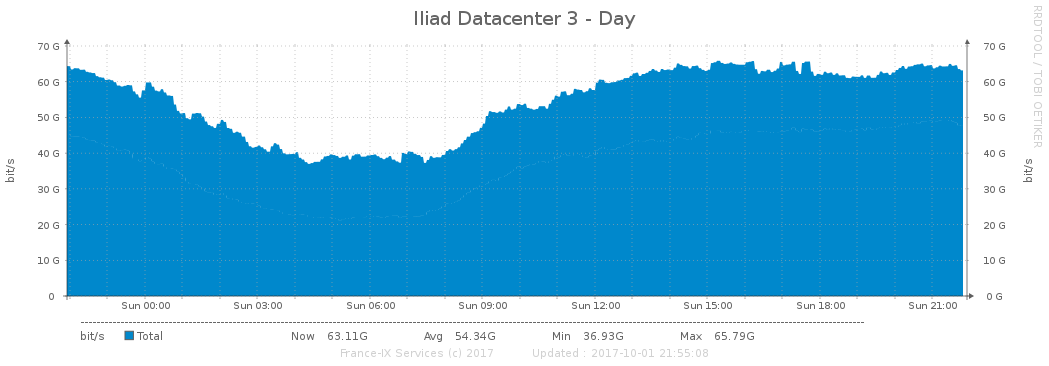 Iliad Datacenter 3 - Day
RRDTOOL / TOBI OETIKER
70 G 70 G
60 G 60 G
50 G 50 G
40 G 40 G
30 G 30 G
20 G 20 G
10 G 10 G
0 0 G
bit/s bit/s
Sun 00:00 Sun 03:00 Sun 06:00 Sun 09:00 Sun 12:00 Sun 15:00 Sun 18:00 Sun 21:00
bit/s Total Now 63.11G Avg 54.34G Min 36.93G Max 65.79G
France-IX Services (c) 2017 Updated : 2017-10-01 21:55:08